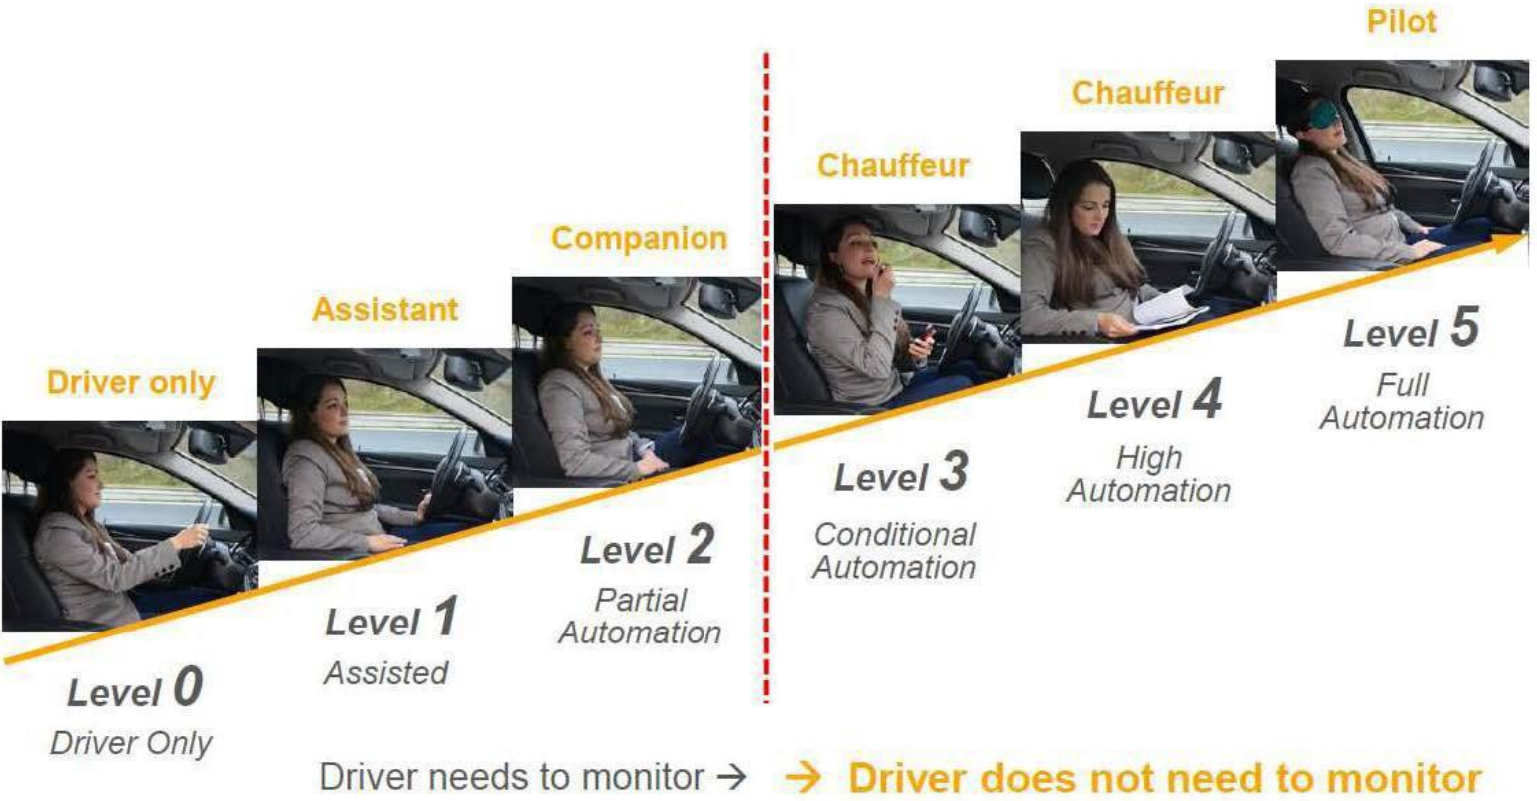 Driver only
Level 0
Driver Only
Assistant
Level 1
Assisted
Companion
Level 2
Partial
Automation
Chauffeur
Level 3
Conditional
Automation
Chauffeur
Level 4
High
Automation
Pilot
Level 5
Full
Automation
Driver needs to monitor →
→ Driver does not need to monitor